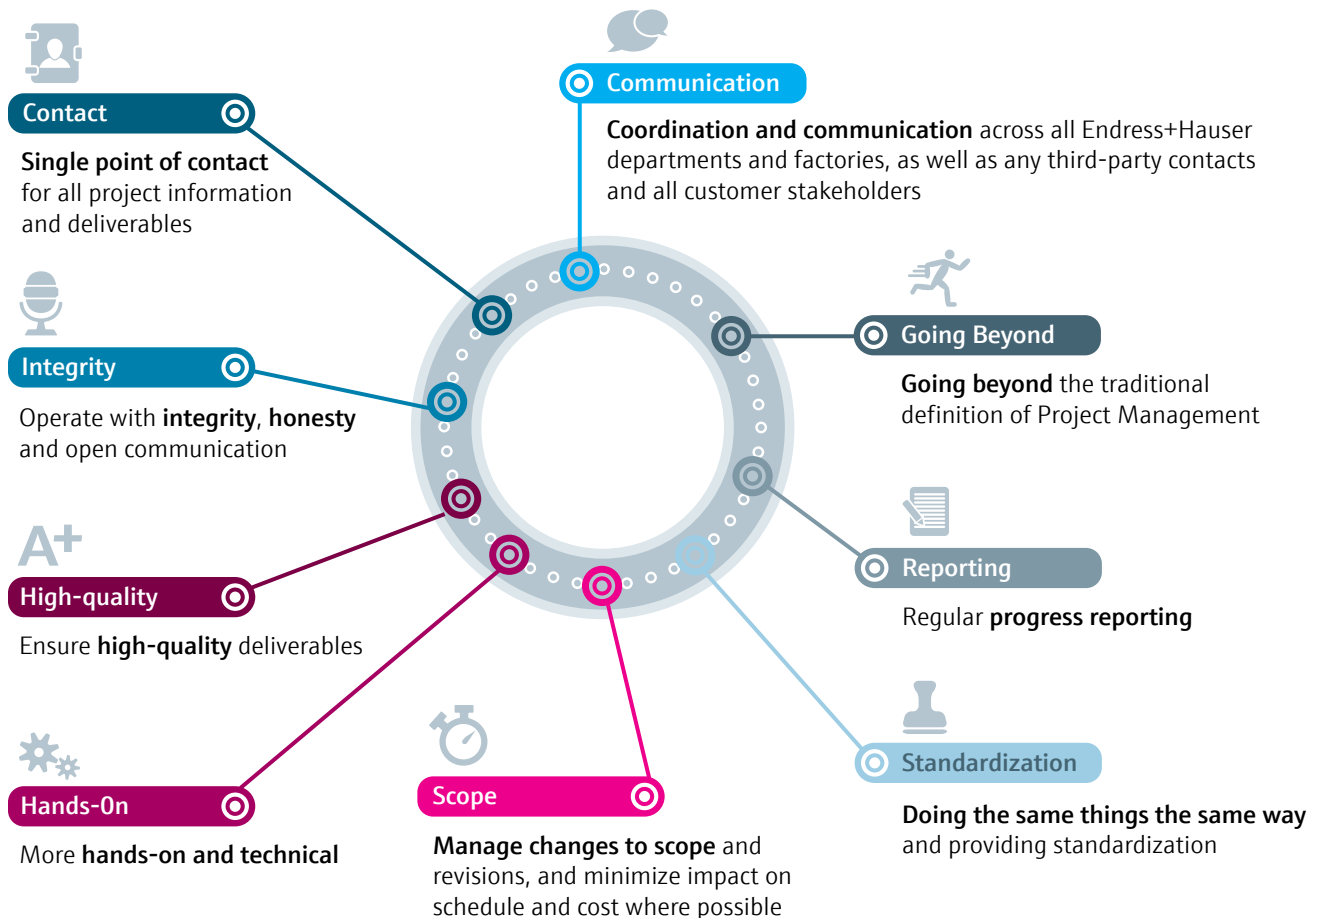 Contact
Single point of contact
for all project information
and deliverables
Communication
Coordination and communication across all Endress+Hauser
departments and factories, as well as any third-party contacts
and all customer stakeholders
Integrity
Operate with integrity, honesty
and open communication
Going Beyond
Going beyond the traditional
definition of Project Management
A+
High-quality
Ensure high-quality deliverables
Reporting
Regular progress reporting
Hands-On
More hands-on and technical
Scope
Manage changes to scope and
revisions, and minimize impact on
schedule and cost where possible
Standardization
Doing the same things the same way
and providing standardization